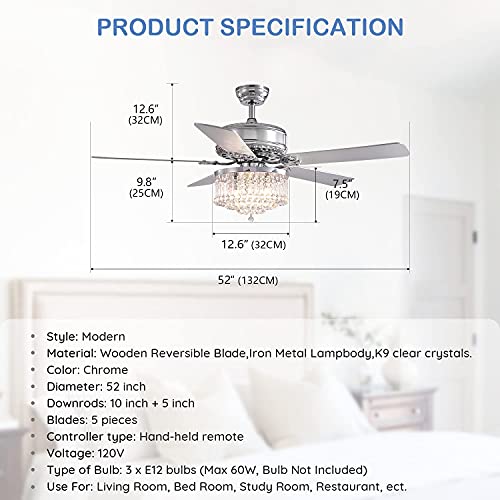 PRODUCT SPECIFICATION
12.6”
(32CM)
9.8”
(25CM)
7.5”
(19CM)
12.6” (32CM)
52” (132CM)
Style: Modern
Material: Wooden Reversible Blade,Iron Metal Lampbody,K9 clear crystals.
Color: Chrome
Diameter: 52 inch
Downrods: 10 inch + 5 inch
Blades: 5 pieces
Controller type: Hand-held remote
Voltage: 120V
Type of Bulb: 3 x E12 bulbs (Max 60W, Bulb Not Included)
Use For: Living Room, Bed Room, Study Room, Restaurant, ect.